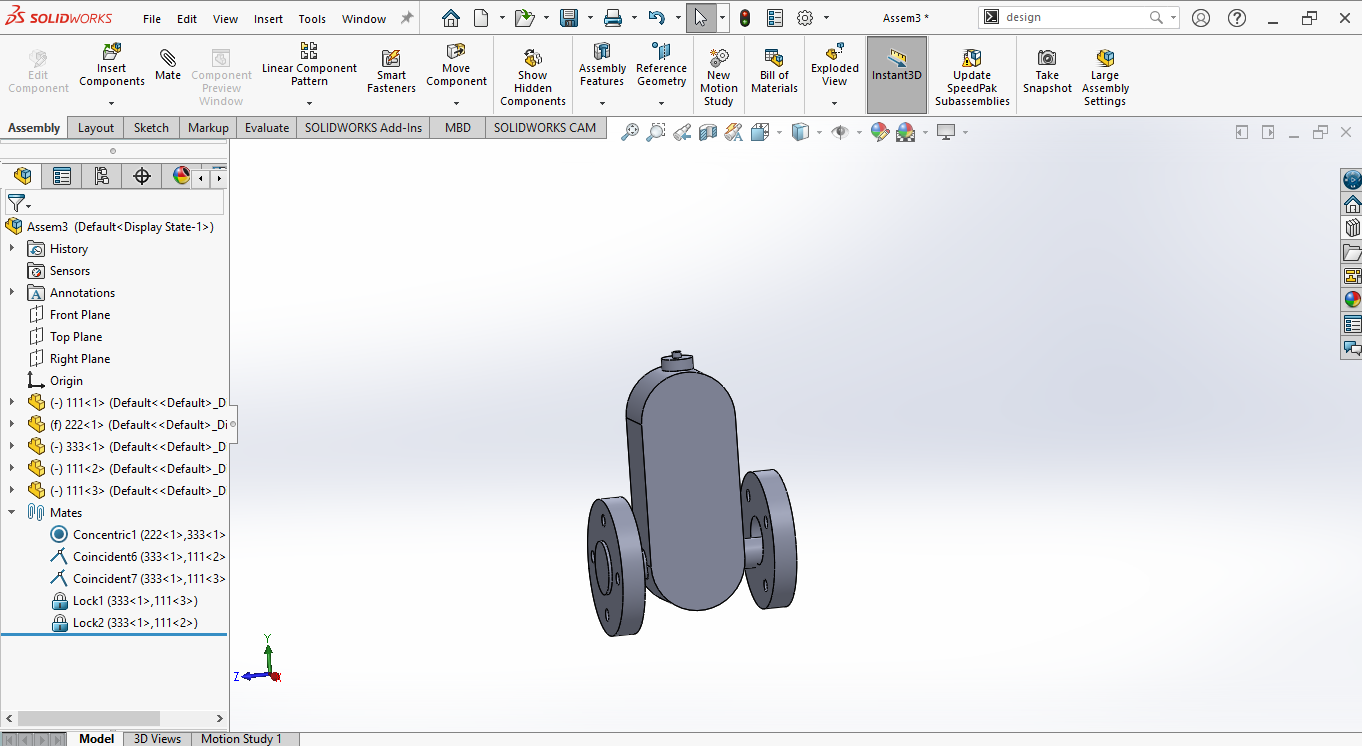 SOLIDWORKS File Edit View Insert Tools Window Assem3 * design
Edit Component
Insert Components
Mate
Component Preview Window
Linear Component Pattern
Smart Fasteners
Move Component
Show Hidden Components
Assembly Features
Reference Geometry
New Motion Study
Bill of Materials
Exploded View
Instant3D
Update SpeedPak Subassemblies
Take Snapshot
Large Assembly Settings
Assembly Layout Sketch Markup Evaluate SOLIDWORKS Add-Ins MBD SOLIDWORKS CAM
Assem3 (Default<Display State-1>)
History
Sensors
A Annotations
Front Plane
Top Plane
Right Plane
Origin
(-) 111<1> (Default<<Default>_D
(f) 222<1> (Default<<Default>_Di
(-) 333<1> (Default<<Default>_D
(-) 111<2> (Default<<Default>_D
(-) 111<3> (Default<<Default>_D
Mates
Concentric1 (222<1>,333<1>
Coincident6 (333<1>,111<2>
Coincident7 (333<1>,111<3>
Lock1 (333<1>,111<3>)
Lock2 (333<1>,111<2>)
Y
Z
X
Model 3D Views Motion Study 1